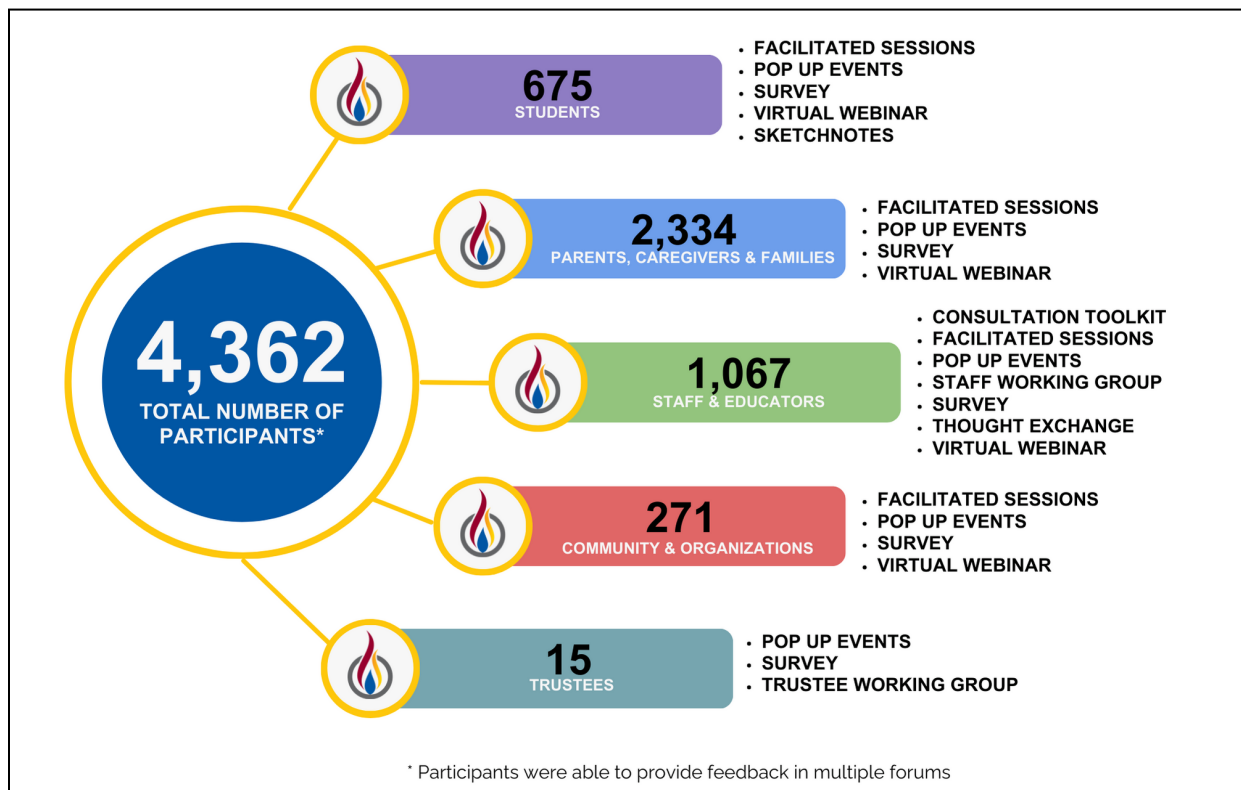 4,362
TOTAL NUMBER OF
PARTICIPANTS*
675
STUDENTS
• FACILITATED SESSIONS
• POP UP EVENTS
• SURVEY
• VIRTUAL WEBINAR
• SKETCHNOTES
2,334
PARENTS, CAREGIVERS & FAMILIES
• FACILITATED SESSIONS
• POP UP EVENTS
• SURVEY
• VIRTUAL WEBINAR
1,067
STAFF & EDUCATORS
• CONSULTATION TOOLKIT
• FACILITATED SESSIONS
• POP UP EVENTS
• STAFF WORKING GROUP
• SURVEY
• THOUGHT EXCHANGE
• VIRTUAL WEBINAR
271
COMMUNITY & ORGANIZATIONS
• FACILITATED SESSIONS
• POP UP EVENTS
• SURVEY
• VIRTUAL WEBINAR
15
TRUSTEES
• POP UP EVENTS
• SURVEY
• TRUSTEE WORKING GROUP
* Participants were able to provide feedback in multiple forums